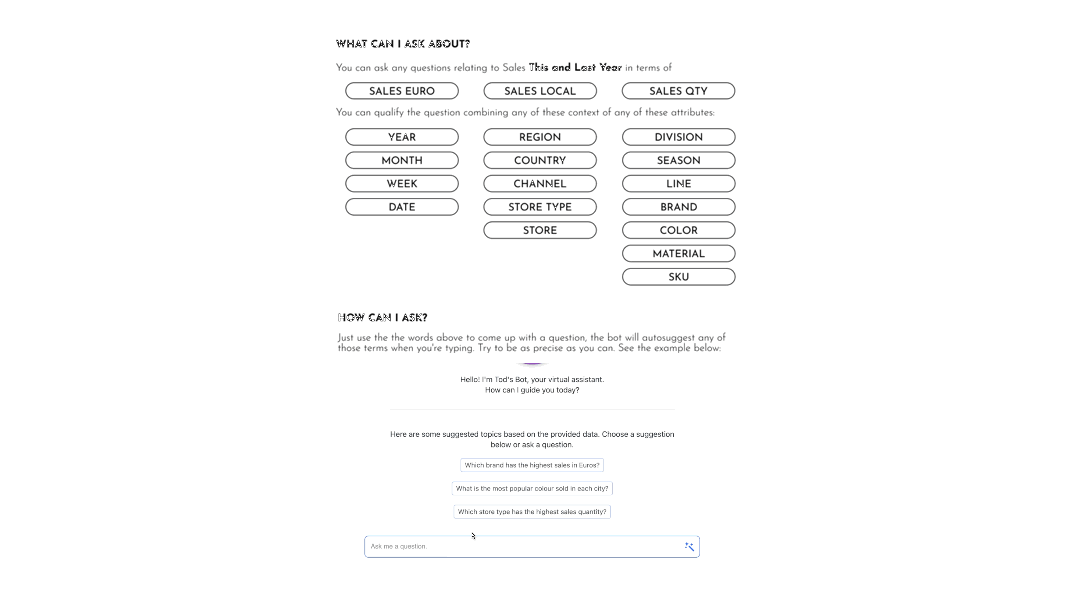 WHAT CAN I ASK ABOUT?
You can ask any questions relating to Sales This and Last Year in terms of
SALES EURO SALES LOCAL SALES QTY
You can qualify the question combining any of these context of any of these attributes:
YEAR REGION DIVISION
MONTH COUNTRY SEASON
WEEK CHANNEL LINE
DATE STORE TYPE BRAND
STORE COLOR
MATERIAL
SKU
HOW CAN I ASK?
Just use the the words above to come up with a question, the bot will autosuggest any of
those terms when you're typing. Try to be as precise as you can. See the example below:
Hello! I'm Tod's Bot, your virtual assistant.
How can I guide you today?
Here are some suggested topics based on the provided data. Choose a suggestion
below or ask a question.
Which brand has the highest sales in Euros?
What is the most popular colour sold in each city?
Which store type has the highest sales quantity?
Ask me a question.